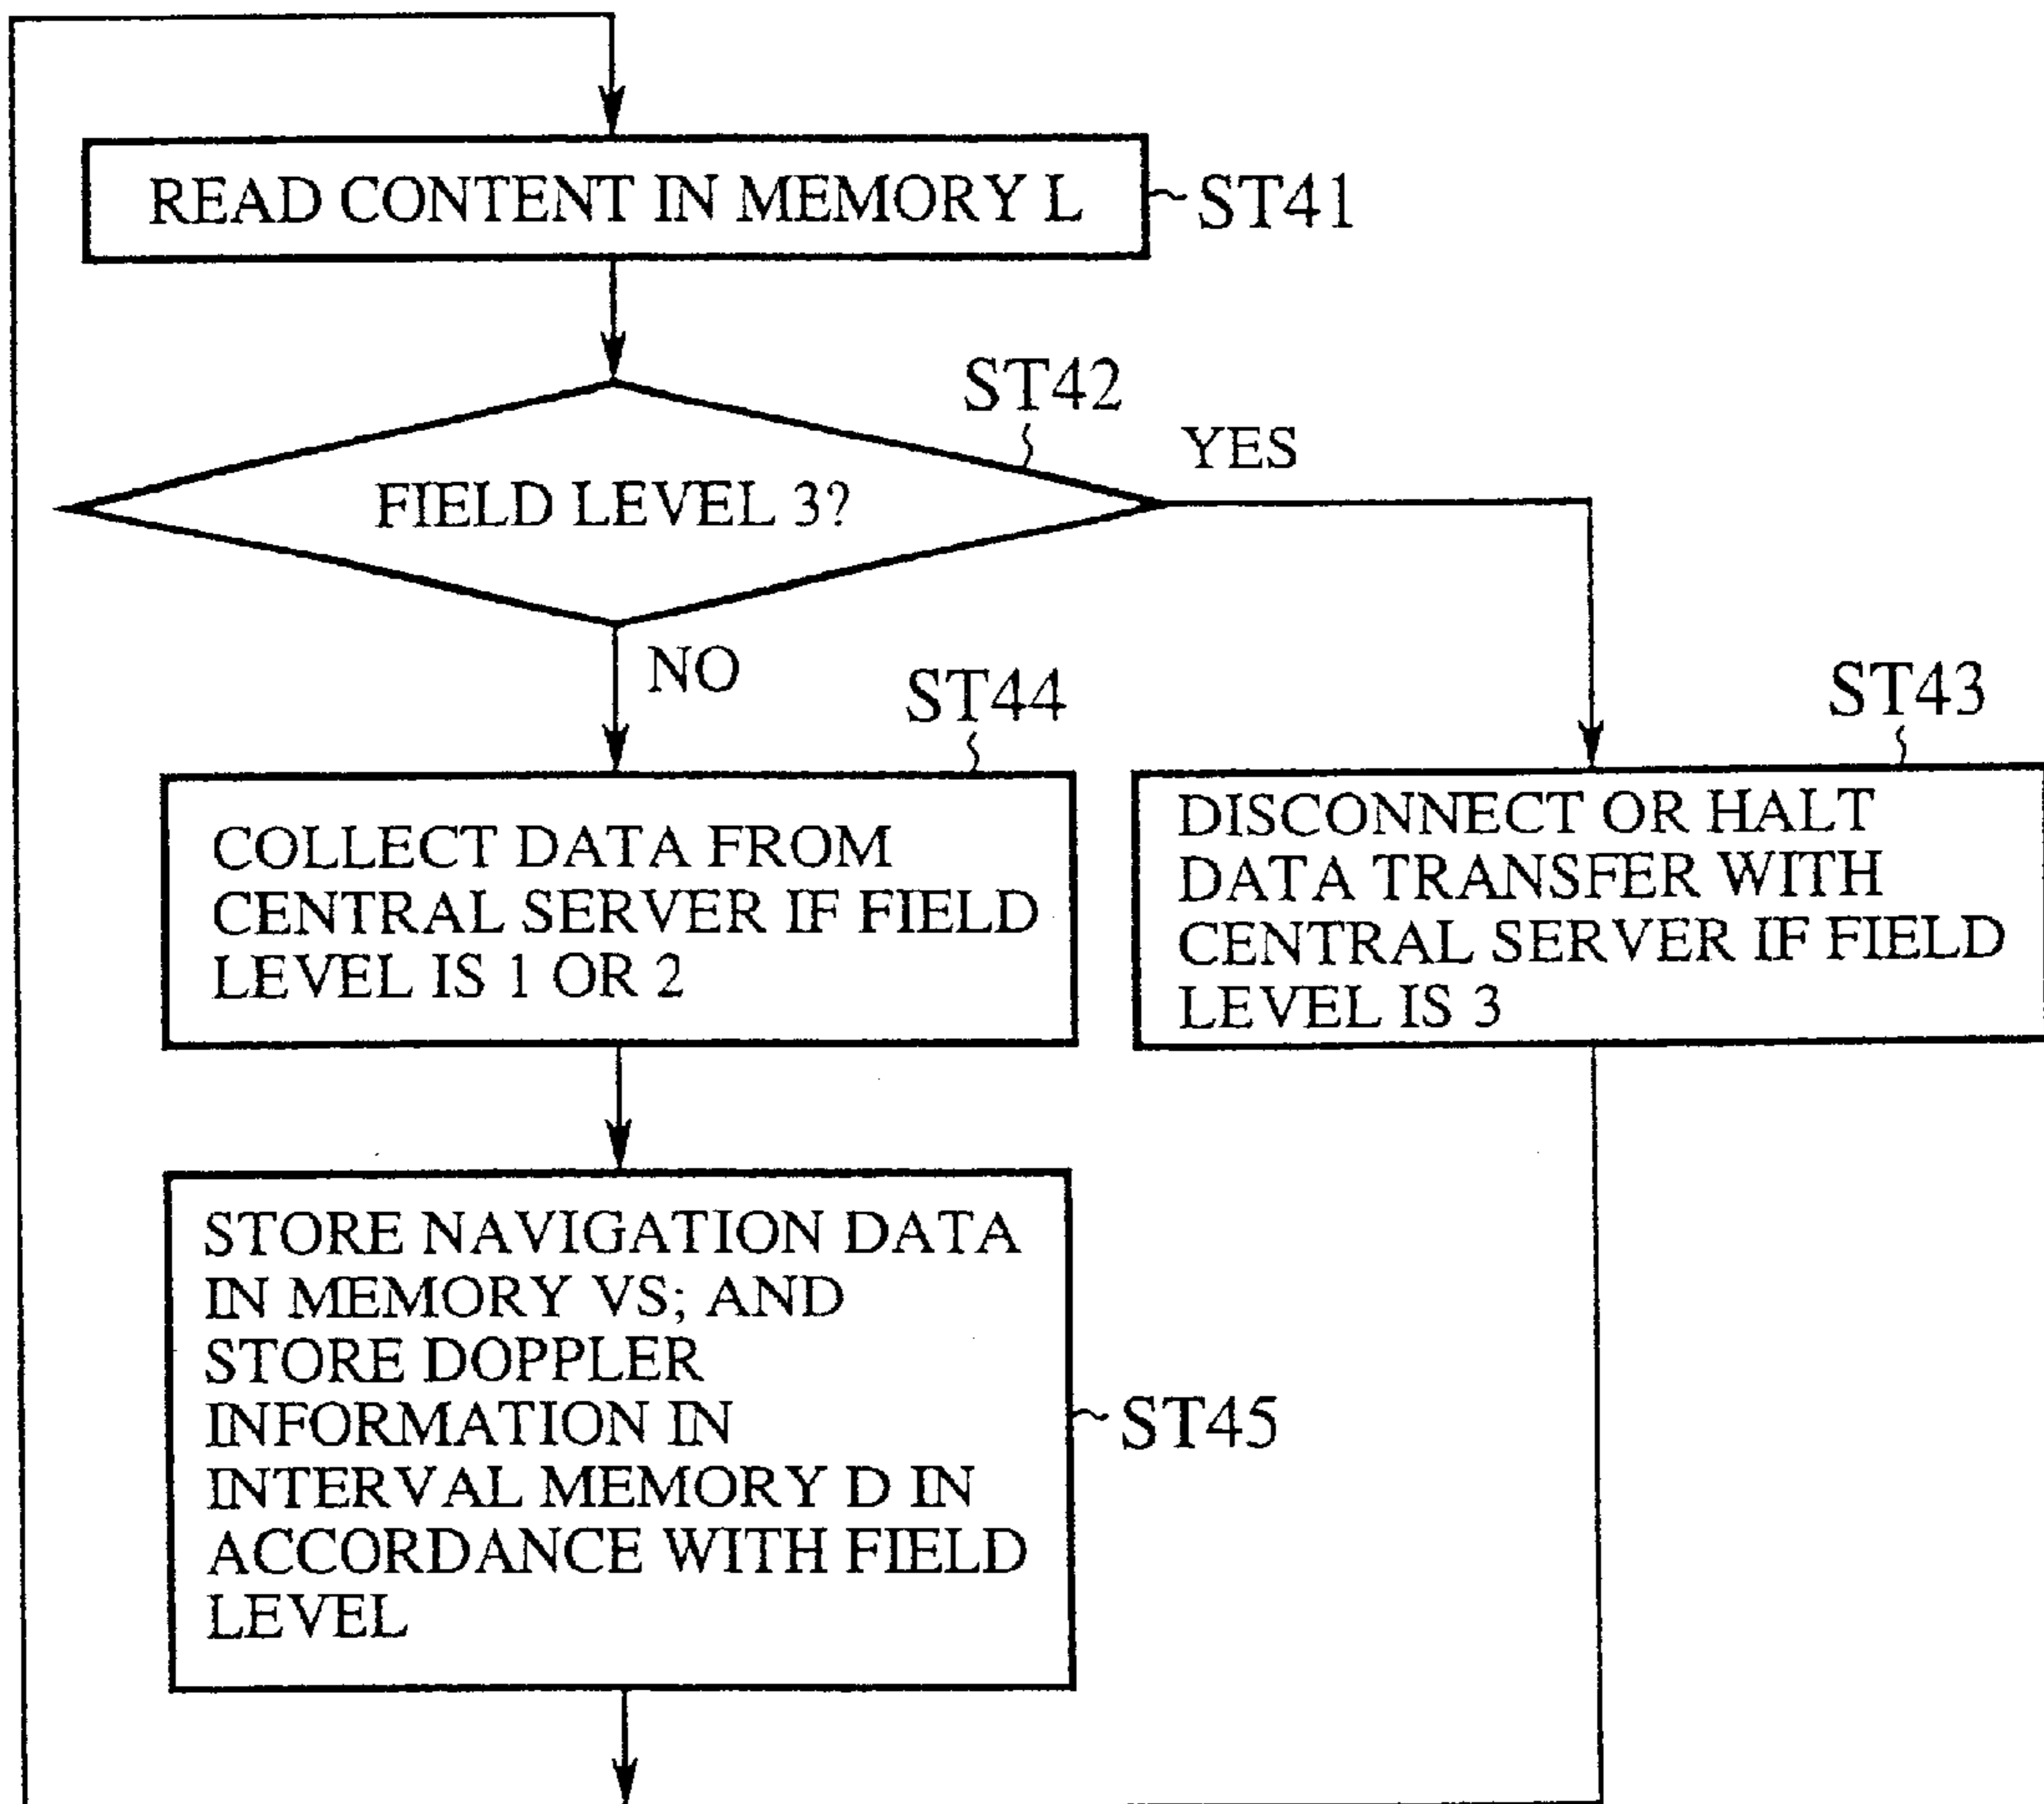 READ CONTENT IN MEMORY L
ST41
ST42
YES
FIELD LEVEL 3?
NO
ST44
ST43
COLLECT DATA FROM
CENTRAL SERVER IF FIELD
LEVEL IS 1 OR 2
DISCONNECT OR HALT
DATA TRANSFER WITH
CENTRAL SERVER IF FIELD
LEVEL IS 3
STORE NAVIGATION DATA
IN MEMORY VS; AND
STORE DOPPLER
INFORMATION IN
INTERVAL MEMORY D IN
ACCORDANCE WITH FIELD
LEVEL
ST45